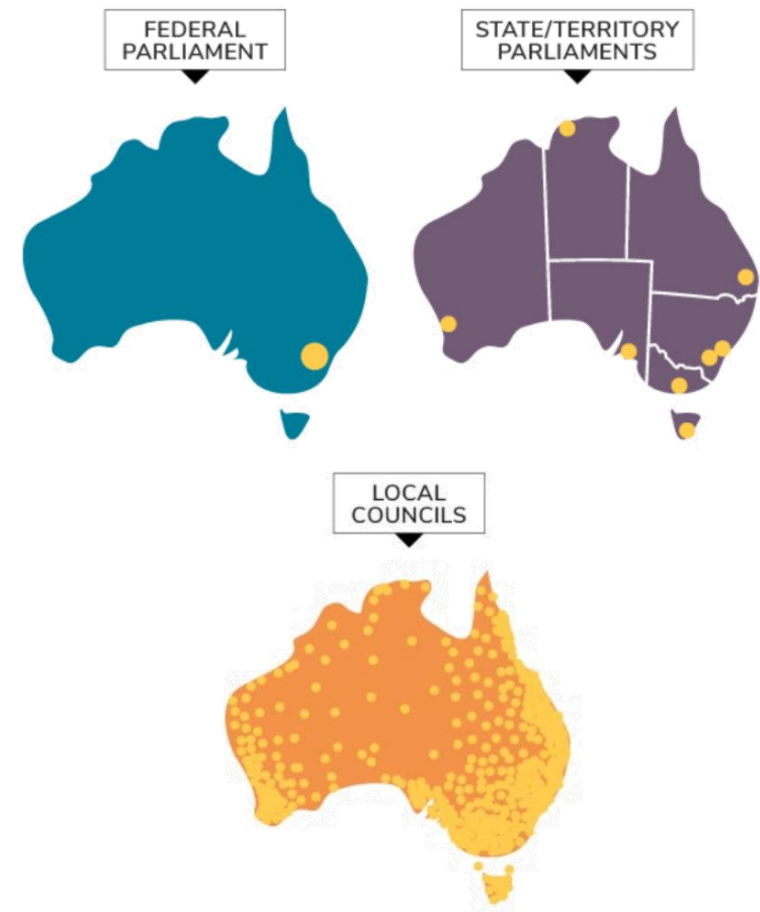 FEDERAL
PARLIAMENT
STATE/TERRITORY
PARLIAMENTS
LOCAL
COUNCILS